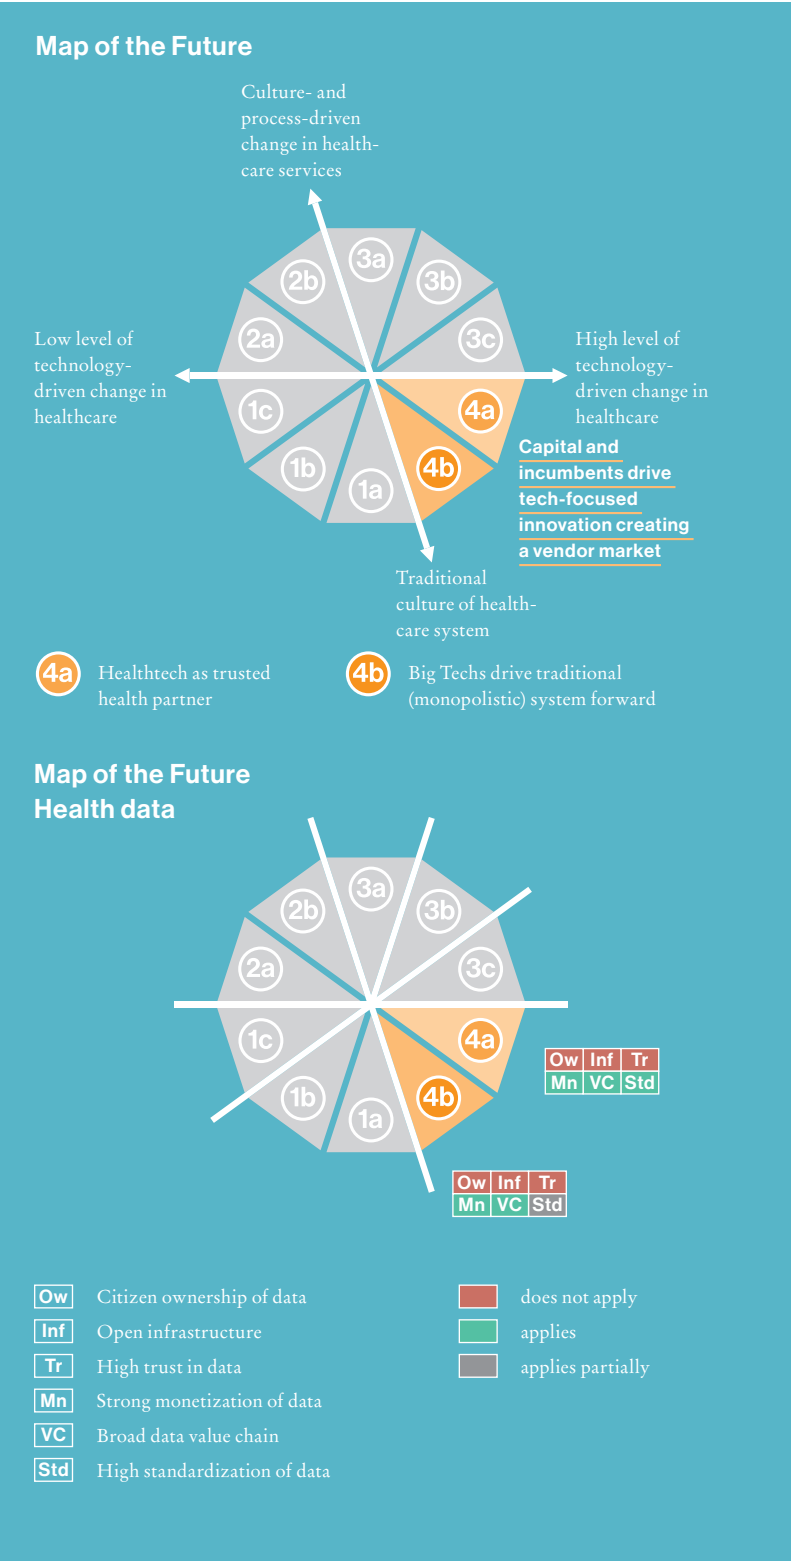 Map of the Future
Culture- and
process-driven
change in health-
care services
3a
2b
3b
2a
3c
Low level of
technology-
driven change in
healthcare
High level of
technology-
driven change in
healthcare
1c
4a
1b
4b
1a
Capital and
incumbents drive
tech-focused
innovation creating
a vendor market
Traditional
culture of health-
care system
4a
Healthtech as trusted
health partner
4b
Big Techs drive traditional
(monopolistic) system forward
Map of the Future
Health data
3a
2b
3b
2a
3c
1c
4a
1b
4b
1a
Ow Inf Tr
Mn VC Std
Ow Inf Tr
Mn VC Std
Ow Citizen ownership of data
Inf Open infrastructure
Tr High trust in data
Mn Strong monetization of data
VC Broad data value chain
Std High standardization of data
does not apply
applies
applies partially